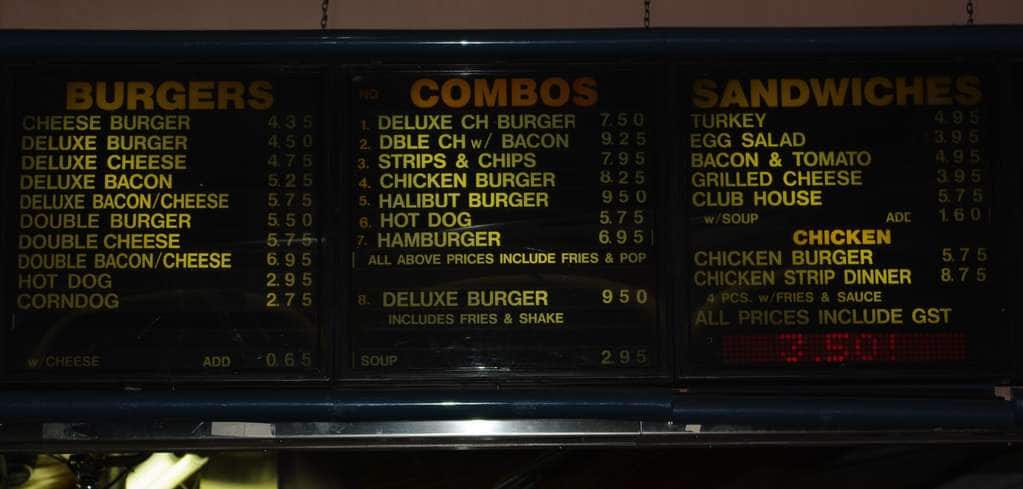 BURGERS
CHEESE BURGER 4.35
DELUXE BURGER 4.50
DELUXE CHEESE 4.75
DELUXE BACON 5.25
DELUXE BACON/CHEESE 5.75
DOUBLE BURGER 5.50
DOUBLE CHEESE 5.75
DOUBLE BACON/CHEESE 6.95
HOT DOG 2.95
CORNDOG 2.75
w/CHEESE ADD 0.65
NO COMBOS
1. DELUXE CH BURGER 7.50
2. DBLE CH w/ BACON 9.25
3. STRIPS & CHIPS 7.95
4. CHICKEN BURGER 8.25
5. HALIBUT BURGER 950
6. HOT DOG 5.75
7. HAMBURGER 6.95
ALL ABOVE PRICES INCLUDE FRIES & POP
8. DELUXE BURGER 950
INCLUDES FRIES & SHAKE
SOUP 2.95
SANDWICHES
TURKEY 4.95
EGG SALAD 3.95
BACON & TOMATO 4.95
GRILLED CHEESE 3.95
CLUB HOUSE 5.75
w/SOUP ADD 1.60
CHICKEN
CHICKEN BURGER 5.75
CHICKEN STRIP DINNER 8.75
4 PCS. w/FRIES & SAUCE
ALL PRICES INCLUDE GST
3.50!